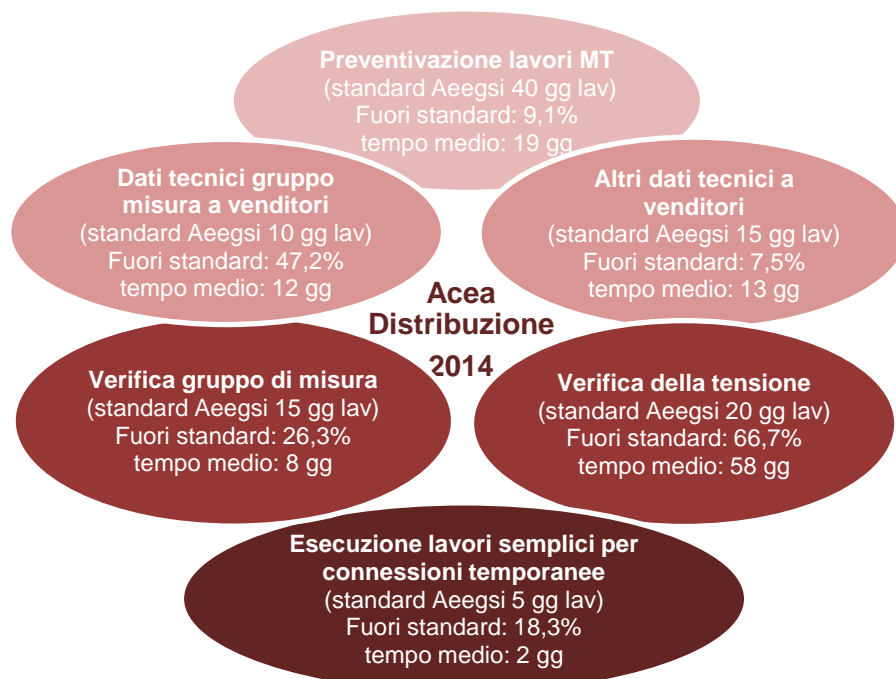 Preventivazione lavori MT
(standard Aeegsi 40 gg lav)
Fuori standard: 9,1%
tempo medio: 19 gg
Dati tecnici gruppo
misura a venditori
(standard Aeegsi 10 gg lav)
Fuori standard: 47,2%
tempo medio: 12 gg
Altri dati tecnici a
venditori
(standard Aeegsi 15 gg lav)
Fuori standard: 7,5%
tempo medio: 13 gg
Acea
Distribuzione
2014
Verifica gruppo di misura
(standard Aeegsi 15 gg lav)
Fuori standard: 26,3%
tempo medio: 8 gg
Verifica della tensione
(standard Aeegsi 20 gg lav)
Fuori standard: 66,7%
tempo medio: 58 gg
Esecuzione lavori semplici per
connessioni temporanee
(standard Aeegsi 5 gg lav)
Fuori standard: 18,3%
tempo medio: 2 gg